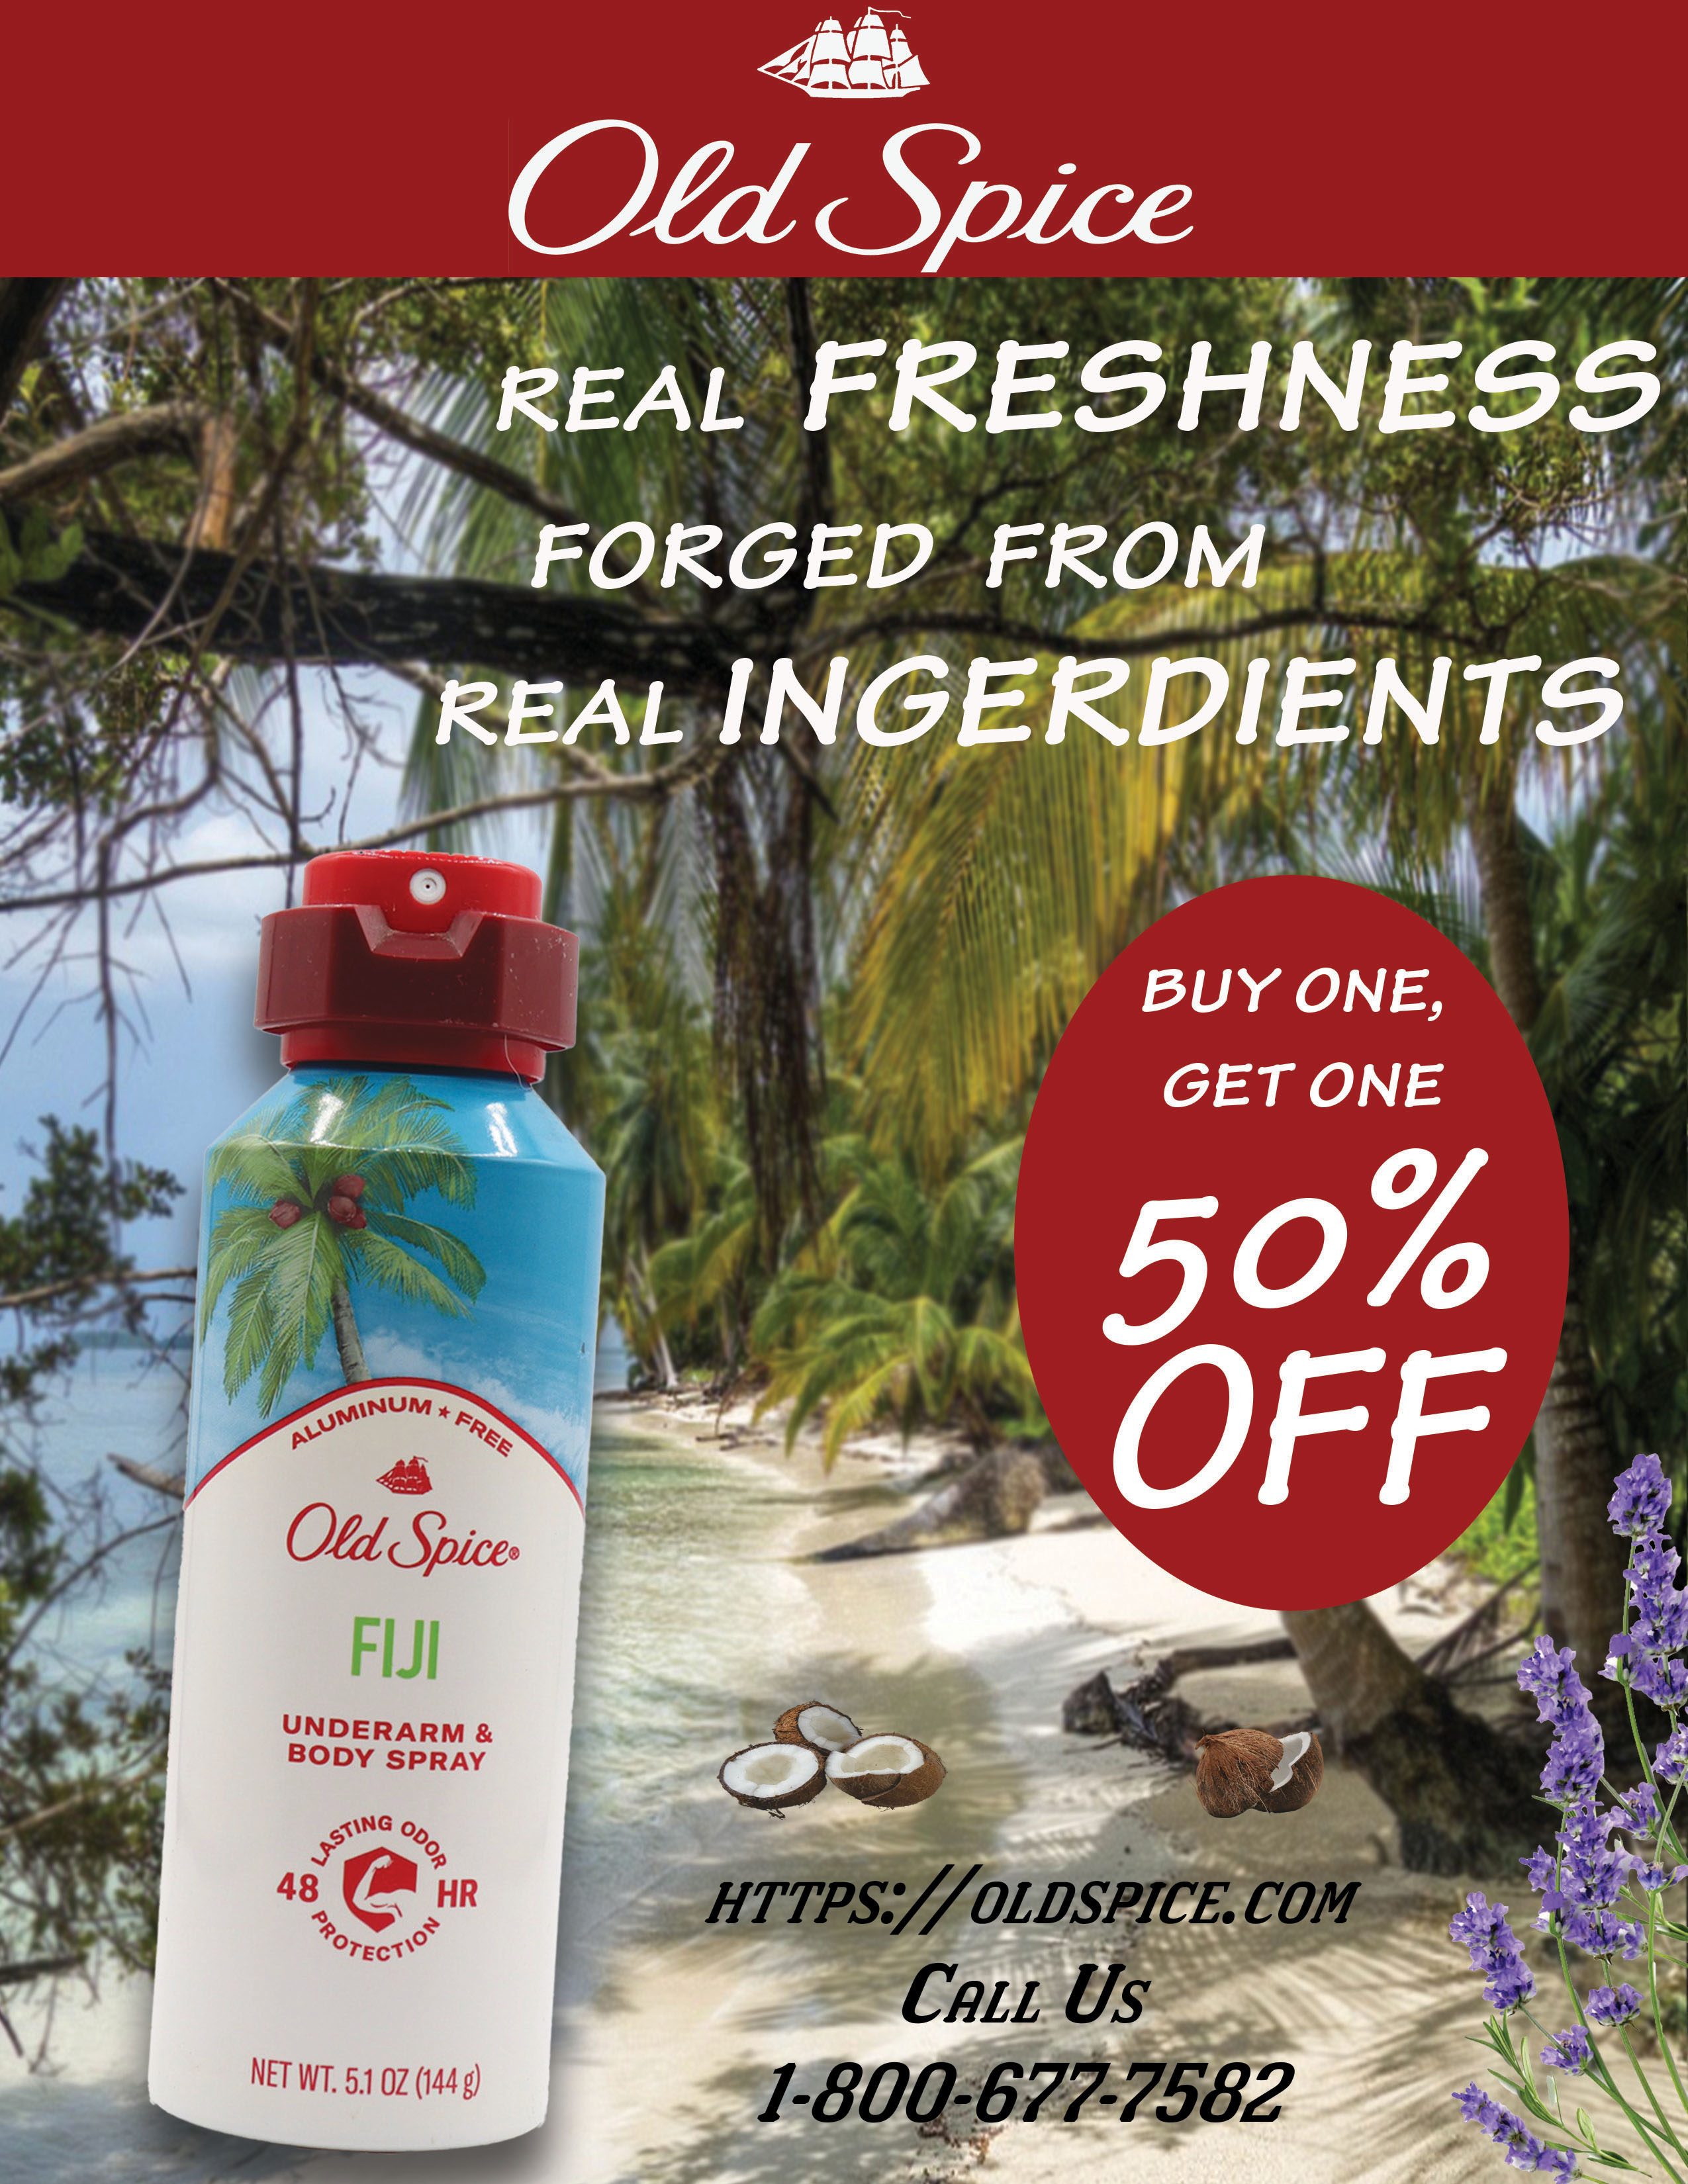 Old Spice
REAL FRESHNESS
FORGED FROM
REAL INGERDIENTS
BUY ONE,
GET ONE
50%
OFF
ALUMINUM ★ FREE
Old Spice®
FIJI
UNDERARM &
BODY SPRAY
LASTING ODOR
48 HR
PROTECTION
NET WT. 5.1 OZ (144 g)
HTTPS://OLDSPICE.COM
CALL US
1-800-677-7582